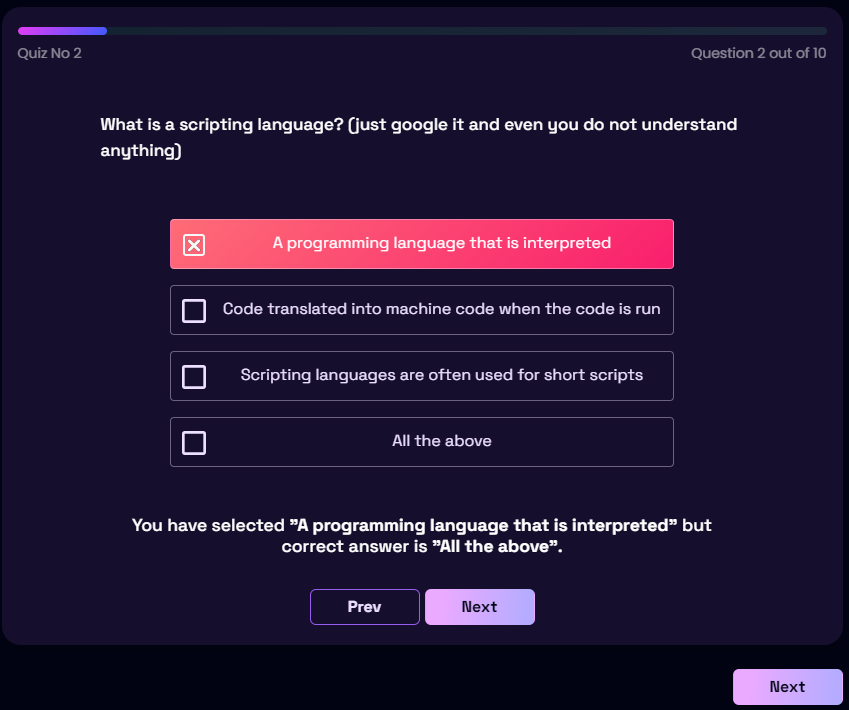 Quiz No 2
Question 2 out of 10
What is a scripting language? (just google it and even you do not understand
anything)
A programming language that is interpreted
Code translated into machine code when the code is run
Scripting languages are often used for short scripts
All the above
You have selected ”A programming language that is interpreted” but
correct answer is ”All the above”.
Prev
Next
Next